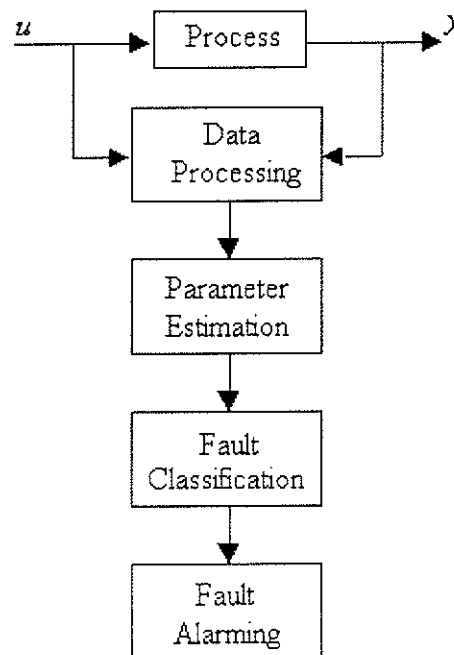 u
Process
Data
Processing
Parameter
Estimation
Fault
Classification
Fault
Alarming